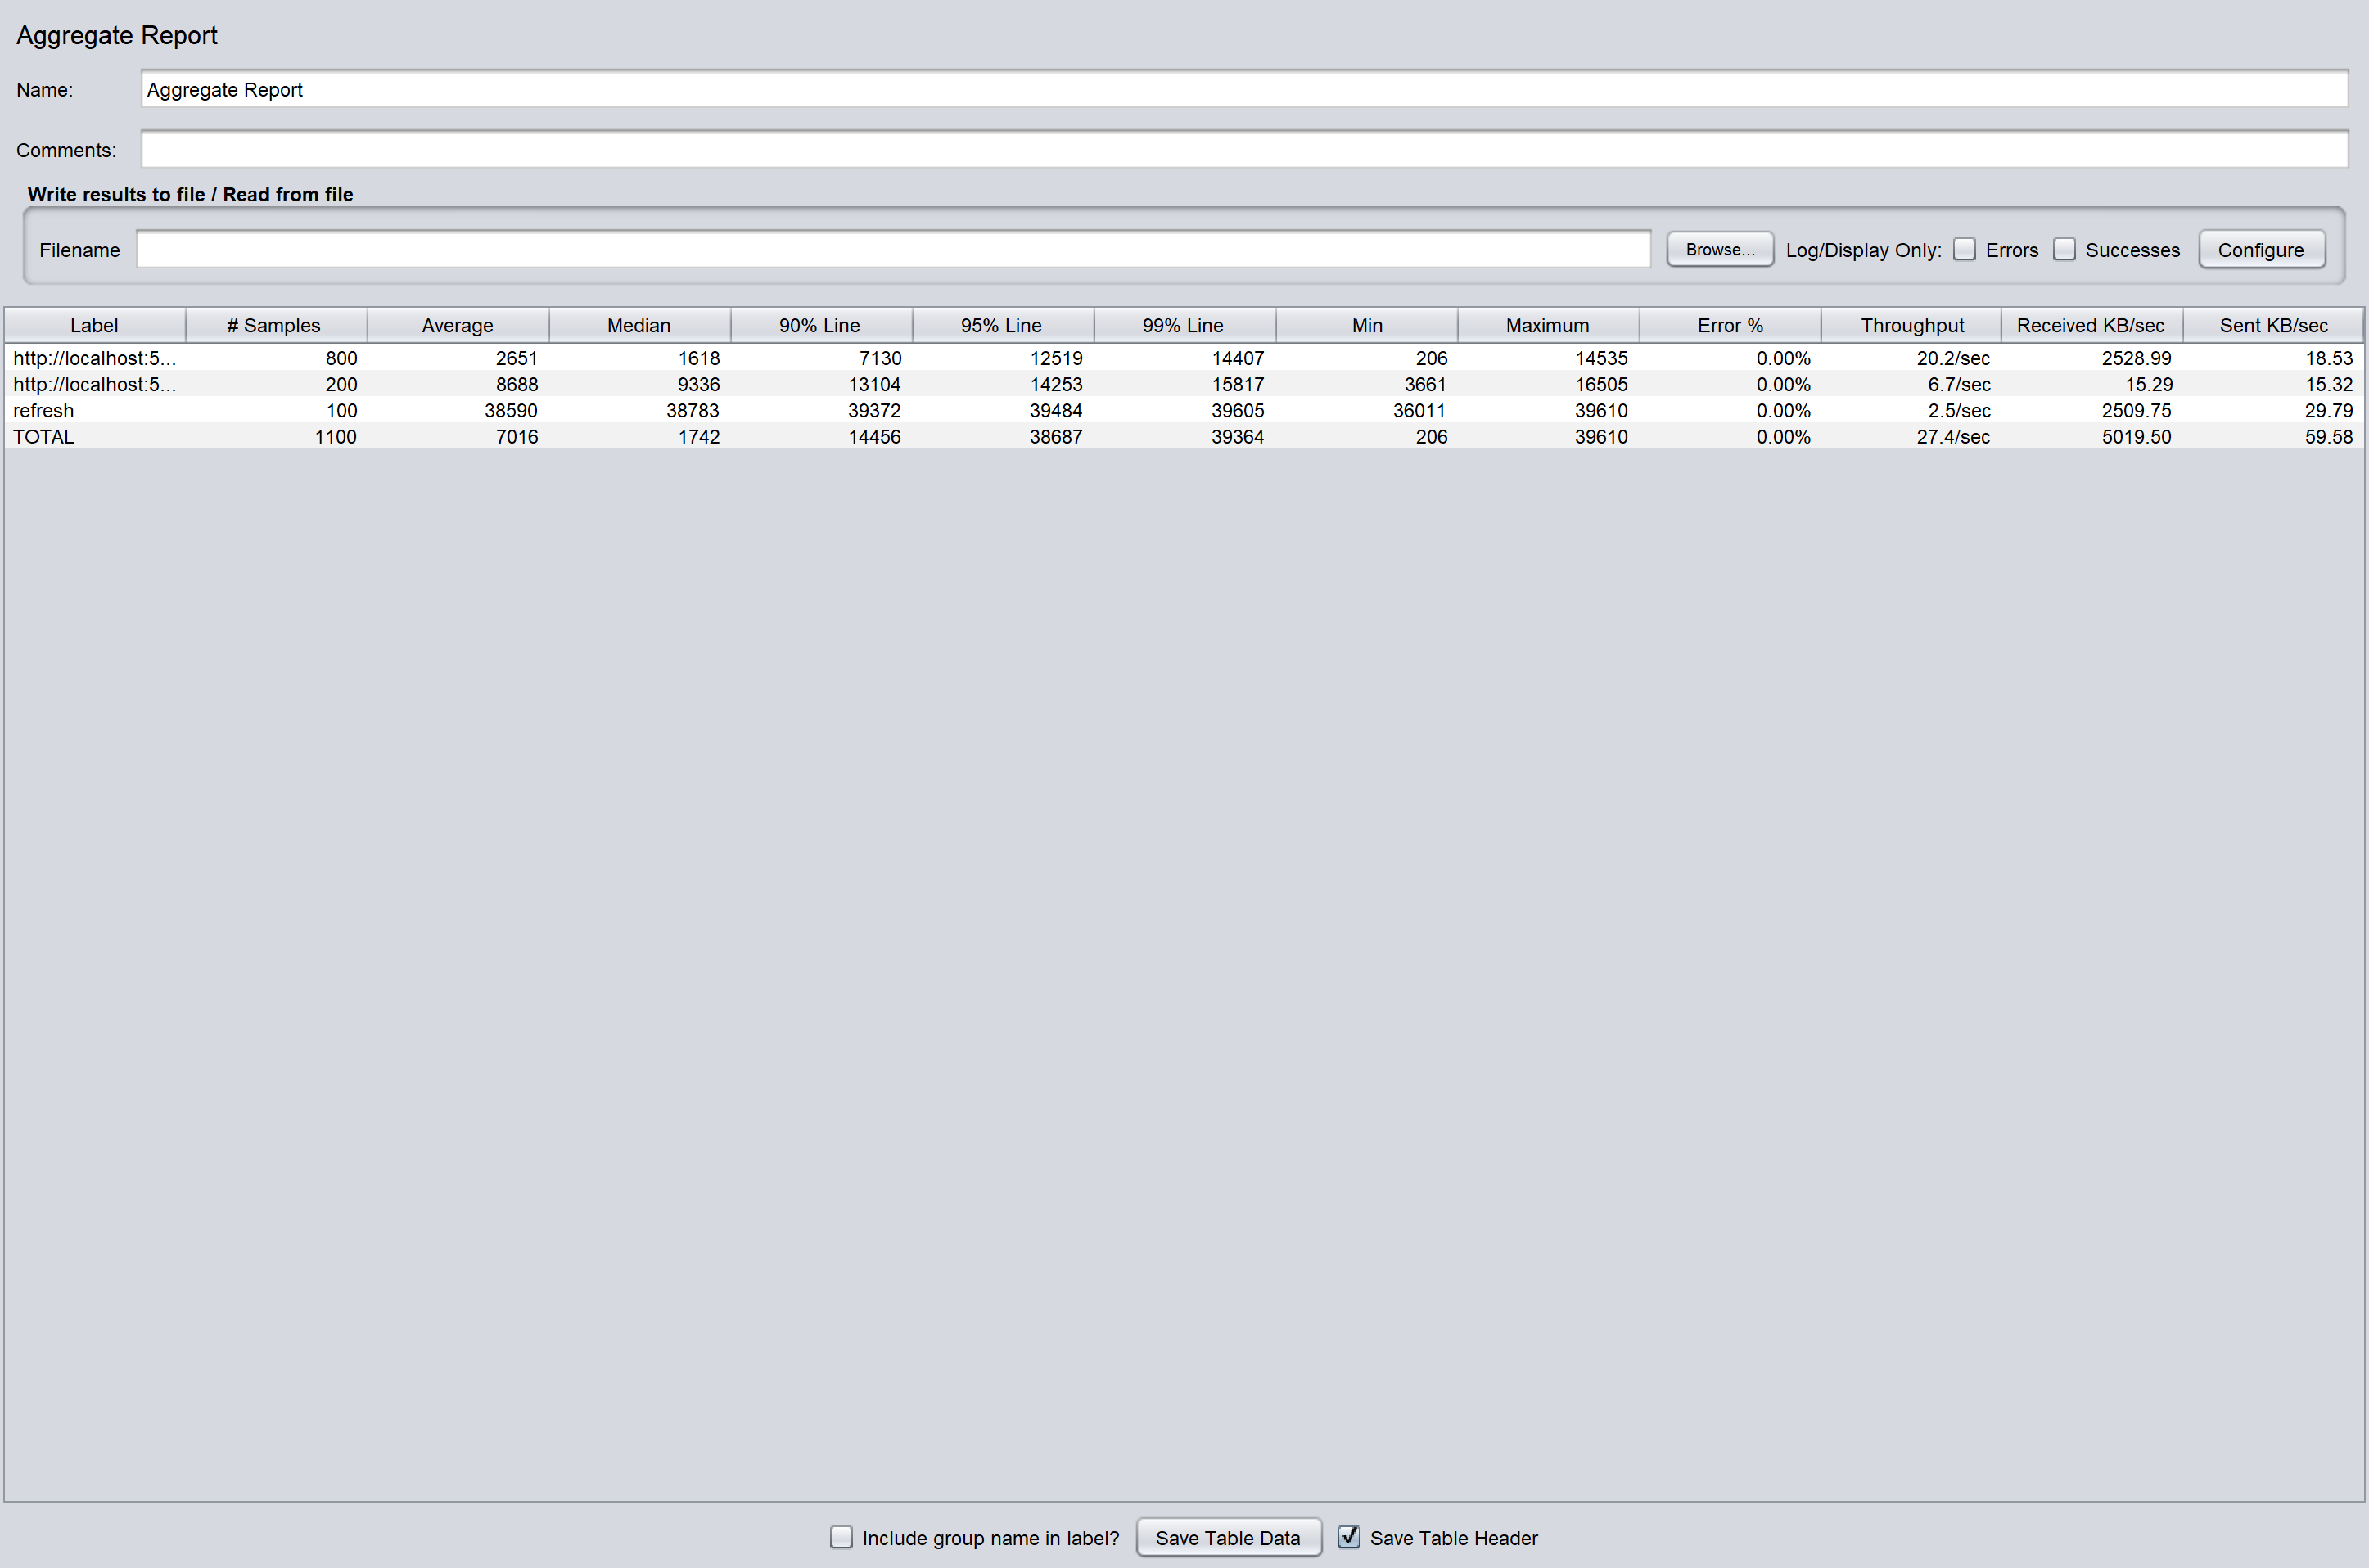 Aggregate Report
Name: Aggregate Report
Comments:
Write results to file / Read from file
Filename Browse... Log/Display Only: Errors Successes Configure
Label # Samples Average Median 90% Line 95% Line 99% Line Min Maximum Error % Throughput Received KB/sec Sent KB/sec
http://localhost:5... 800 2651 1618 7130 12519 14407 206 14535 0.00% 20.2/sec 2528.99 18.53
http://localhost:5... 200 8688 9336 13104 14253 15817 3661 16505 0.00% 6.7/sec 15.29 15.32
refresh 100 38590 38783 39372 39484 39605 36011 39610 0.00% 2.5/sec 2509.75 29.79
TOTAL 1100 7016 1742 14456 38687 39364 206 39610 0.00% 27.4/sec 5019.50 59.58
Include group name in label? Save Table Data Save Table Header